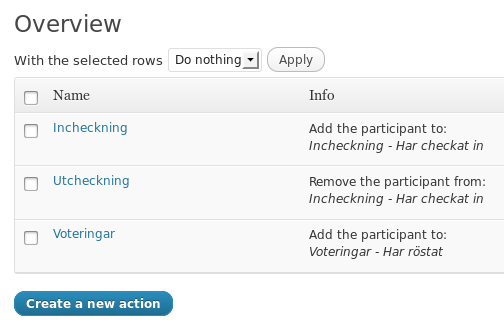 Overview
With the selected rows Do nothing Apply
Name Info
Incheckning Add the participant to:
Incheckning - Har checkat in
Utcheckning Remove the participant from:
Incheckning - Har checkat in
Voteringar Add the participant to:
Voteringar - Har röstat
Create a new action